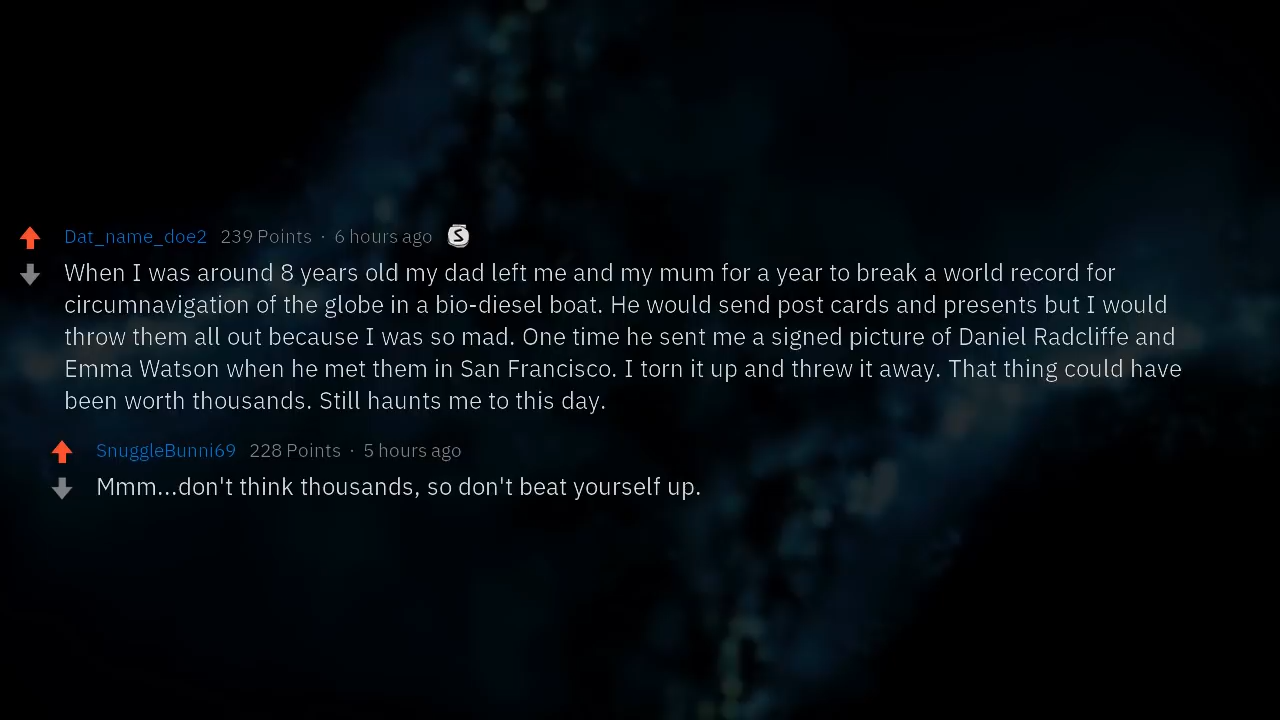 Dat_name_doe2 239 Points · 6 hours ago S
When I was around 8 years old my dad left me and my mum for a year to break a world record for
circumnavigation of the globe in a bio-diesel boat. He would send post cards and presents but I would
throw them all out because I was so mad. One time he sent me a signed picture of Daniel Radcliffe and
Emma Watson when he met them in San Francisco. I torn it up and threw it away. That thing could have
been worth thousands. Still haunts me to this day.
SnuggleBunni69 228 Points · 5 hours ago
Mmm...don't think thousands, so don't beat yourself up.